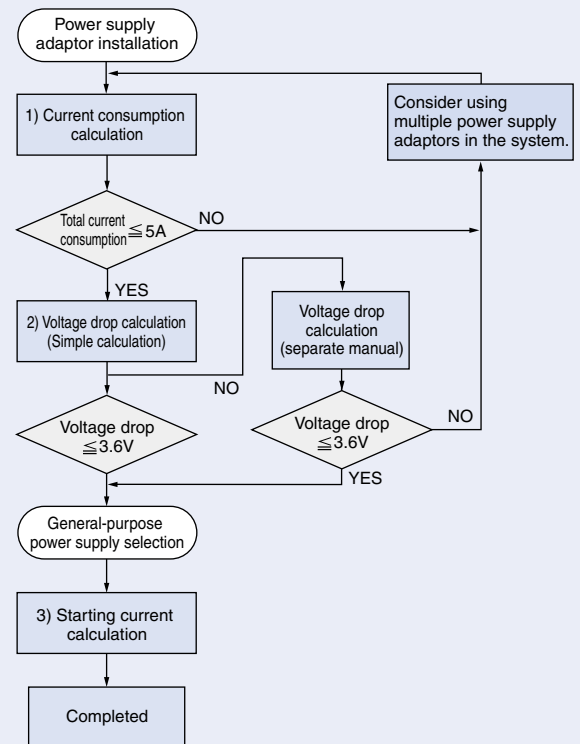 Power supply
adaptor installation
1) Current consumption
calculation
Consider using
multiple power supply
adaptors in the system.
Total current
consumption ≦ 5A
NO
YES
2) Voltage drop calculation
(Simple calculation)
Voltage drop
calculation
(separate manual)
NO
Voltage drop
≦3.6V
Voltage drop
≦3.6V
NO
YES
General-purpose
power supply selection
3) Starting current
calculation
Completed